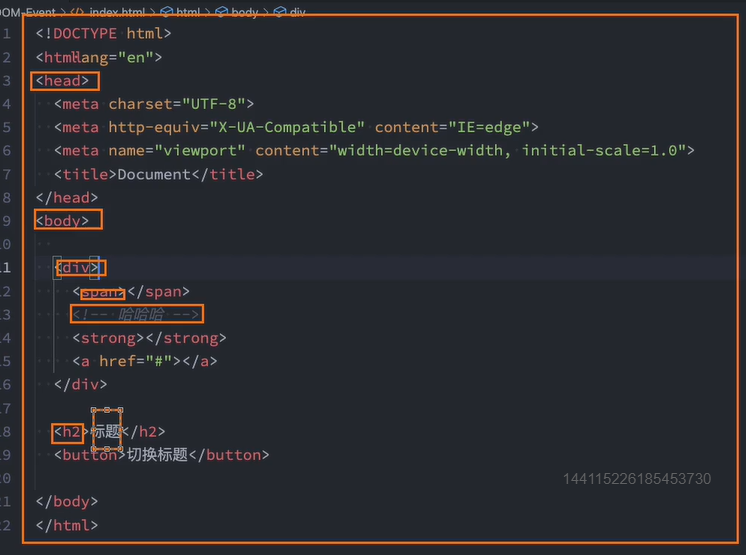 DOM-Event > index.html > html > body > div
1 <!DOCTYPE html>
2 <html lang="en">
3 <head>
4 <meta charset="UTF-8">
5 <meta http-equiv="X-UA-Compatible" content="IE=edge">
6 <meta name="viewport" content="width=device-width, initial-scale=1.0">
7 <title>Document</title>
8 </head>
9 <body>
10
11 <div>
12 <span></span>
13 <!-- 哈哈哈 -->
14 <strong></strong>
15 <a href="#"></a>
16 </div>
17
18 <h2>标题</h2>
19 <button>切换标题</button>
20
144115226185453730
21 </body>
22 </html>